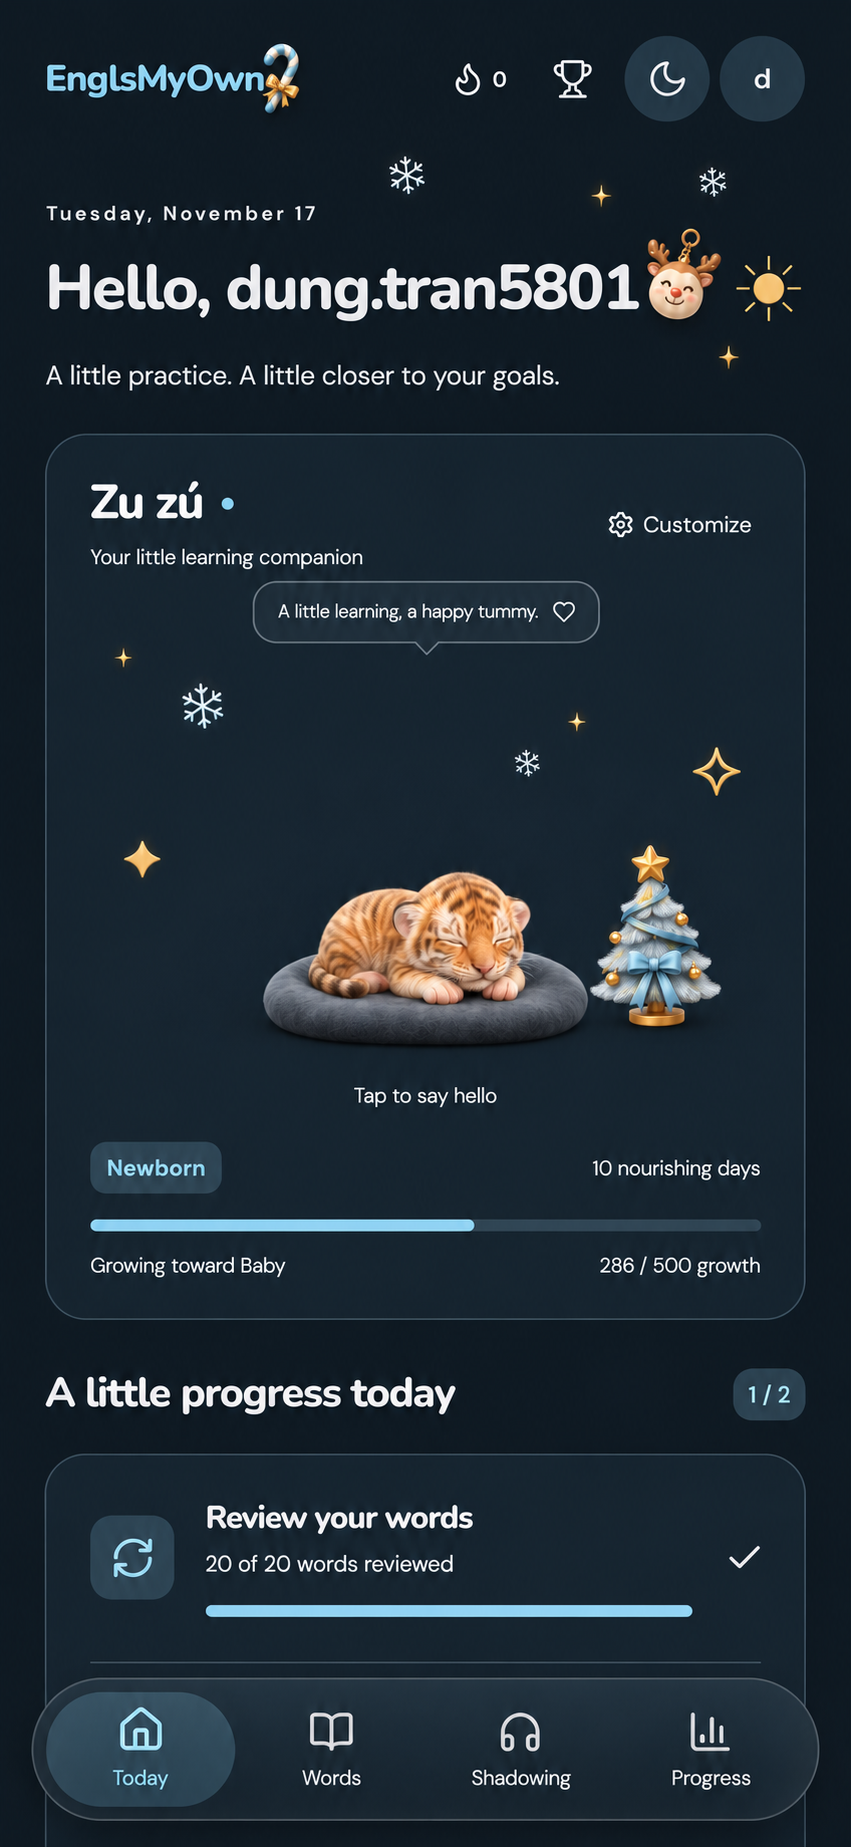 EnglsMyOwn
0
d
Tuesday, November 17
Hello, dung.tran5801
A little practice. A little closer to your goals.
Zu zú
Customize
Your little learning companion
A little learning, a happy tummy.
Tap to say hello
Newborn
10 nourishing days
Growing toward Baby
286 / 500 growth
A little progress today
1 / 2
Review your words
20 of 20 words reviewed
Today
Words
Shadowing
Progress